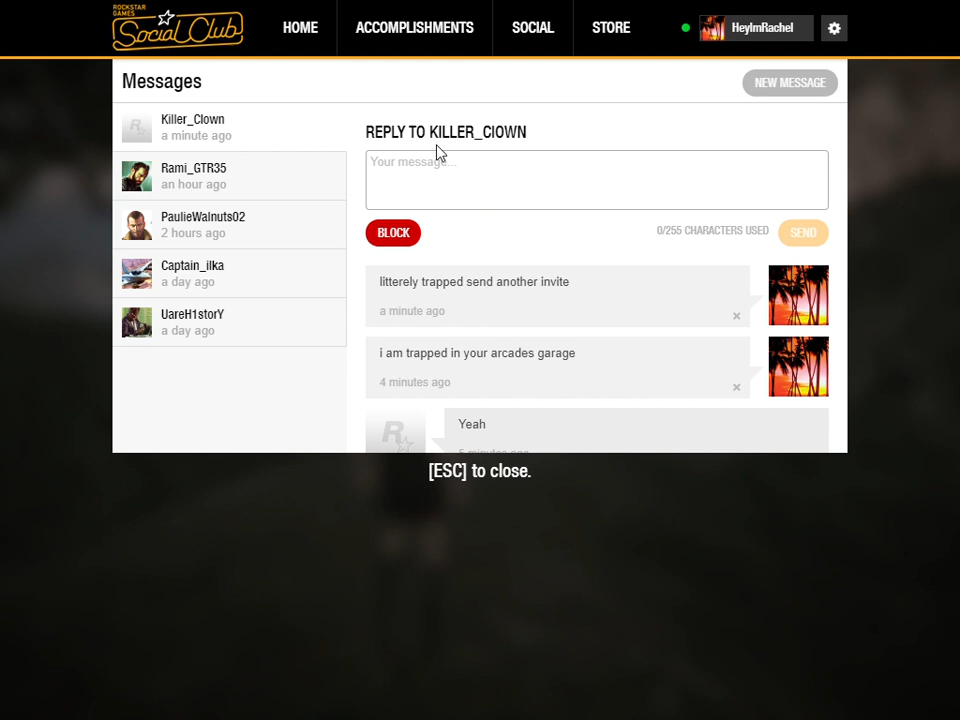 ROCKSTAR
GAMES
Social Club
HOME
ACCOMPLISHMENTS
SOCIAL
STORE
HeyImRachel
Messages
NEW MESSAGE
Killer_Clown
a minute ago
Rami_GTR35
an hour ago
PaulieWalnuts02
2 hours ago
Captain_ilka
a day ago
UareH1storY
a day ago
REPLY TO KILLER_ClOWN
Your message...
BLOCK
0/255 CHARACTERS USED
SEND
litterely trapped send another invite
a minute ago
i am trapped in your arcades garage
4 minutes ago
R
Yeah
5 minutes ago
[ESC] to close.